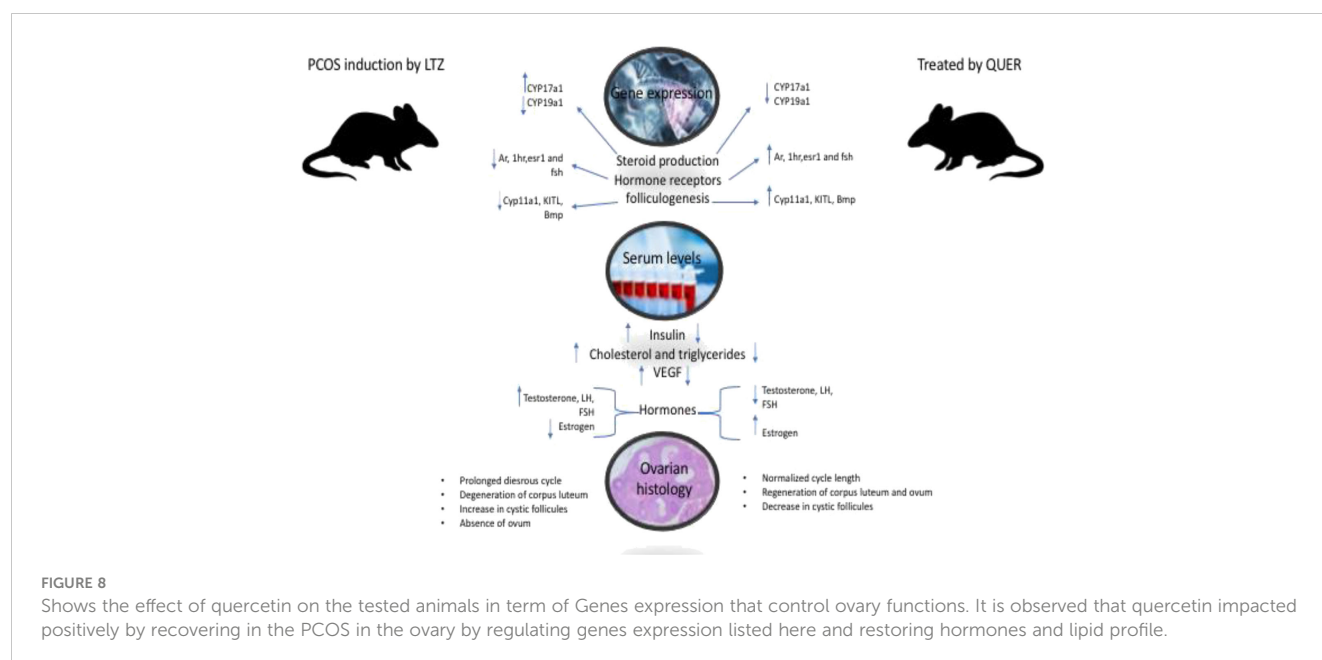 PCOS induction by LTZ
Treated by QUER
Gene expression
CYP17a1
CYP19a1
CYP17a1
CYP19a1
Steroid production
Hormone receptors
folliculogenesis
Ar, 1hr,esr1 and
fsh
Ar, 1hr,esr1 and fsh
Cyp11a1, KITL,
Bmp
Cyp11a1, KITL, Bmp
Serum levels
Insulin
Cholesterol and triglycerides
VEGF
Testosterone, LH,
FSH
Estrogen
Hormones
Testosterone, LH,
FSH
Estrogen
Ovarian
histology
• Prolonged diesrous cycle
• Degeneration of corpus luteum
• Increase in cystic follicules
• Absence of ovum
• Normalized cycle length
• Regeneration of corpus luteum and ovum
• Decrease in cystic follicules
FIGURE 8
Shows the effect of quercetin on the tested animals in term of Genes expression that control ovary functions. It is observed that quercetin impacted
positively by recovering in the PCOS in the ovary by regulating genes expression listed here and restoring hormones and lipid profile.